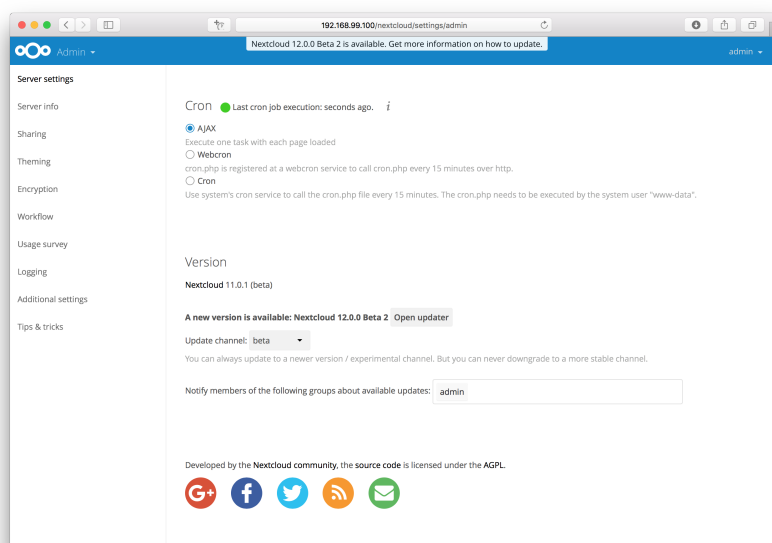 192.168.99.100/nextcloud/settings/admin
Nextcloud 12.0.0 Beta 2 is available. Get more information on how to update.
Admin
admin
Server settings
Server info
Sharing
Theming
Encryption
Workflow
Usage survey
Logging
Additional settings
Tips & tricks
Cron Last cron job execution: seconds ago. i
AJAX
Execute one task with each page loaded
Webcron
cron.php is registered at a webcron service to call cron.php every 15 minutes over http.
Cron
Use system's cron service to call the cron.php file every 15 minutes. The cron.php needs to be executed by the system user "www-data".
Version
Nextcloud 11.0.1 (beta)
A new version is available: Nextcloud 12.0.0 Beta 2 Open updater
Update channel: beta
You can always update to a newer version / experimental channel. But you can never downgrade to a more stable channel.
Notify members of the following groups about available updates: admin
Developed by the Nextcloud community, the source code is licensed under the AGPL.
G+ f